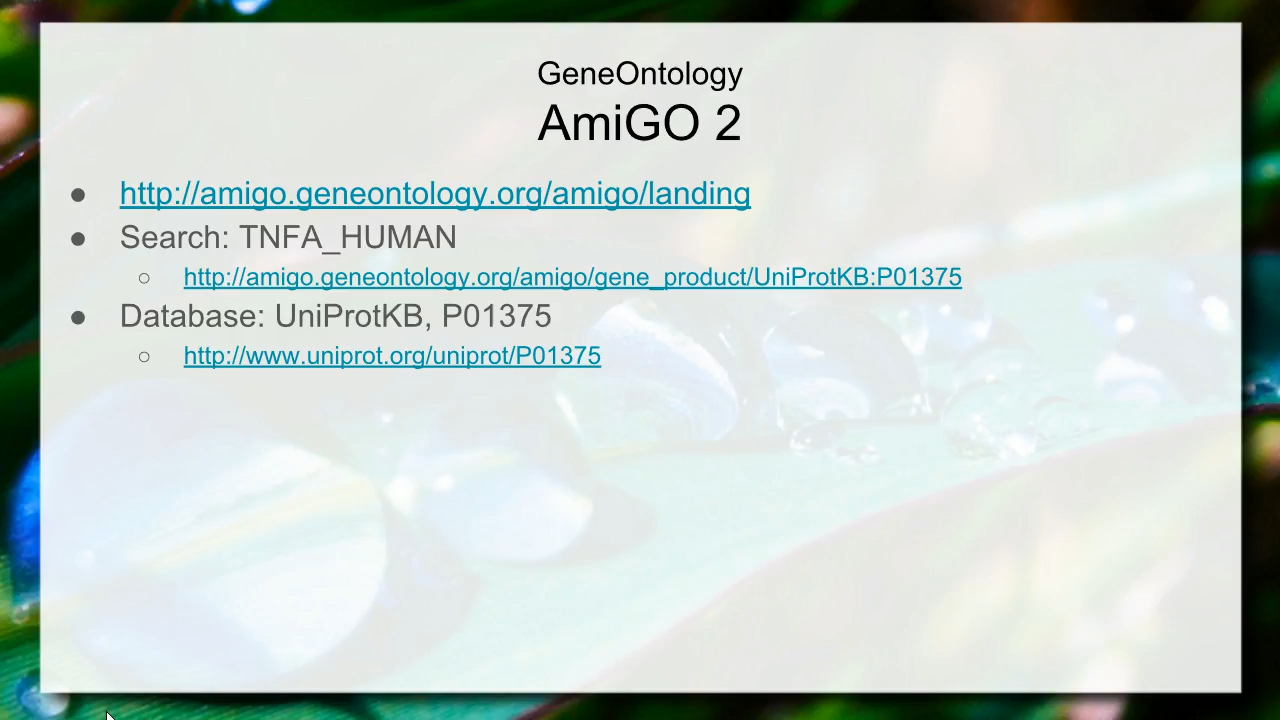 GeneOntology
AmiGO 2
● http://amigo.geneontology.org/amigo/landing
● Search: TNFA_HUMAN
○ http://amigo.geneontology.org/amigo/gene_product/UniProtKB:P01375
● Database: UniProtKB, P01375
○ http://www.uniprot.org/uniprot/P01375